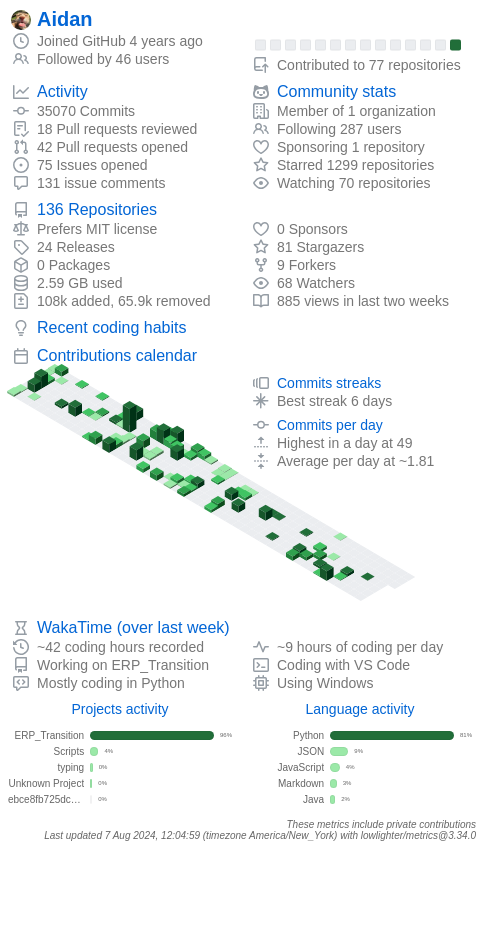 Aidan
Joined GitHub 4 years ago
Followed by 46 users
Contributed to 77 repositories
Activity
35070 Commits
18 Pull requests reviewed
42 Pull requests opened
75 Issues opened
131 issue comments
Community stats
Member of 1 organization
Following 287 users
Sponsoring 1 repository
Starred 1299 repositories
Watching 70 repositories
136 Repositories
Prefers MIT license
24 Releases
0 Packages
2.59 GB used
108k added, 65.9k removed
0 Sponsors
81 Stargazers
9 Forkers
68 Watchers
885 views in last two weeks
Recent coding habits
Contributions calendar
Commits streaks
Best streak 6 days
Commits per day
Highest in a day at 49
Average per day at ~1.81
WakaTime (over last week)
~42 coding hours recorded
Working on ERP_Transition
Mostly coding in Python
~9 hours of coding per day
Coding with VS Code
Using Windows
Projects activity
ERP_Transition 96%
Scripts 4%
typing 0%
Unknown Project 0%
ebce8fb725dc… 0%
Language activity
Python 81%
JSON 9%
JavaScript 4%
Markdown 3%
Java 2%
These metrics include private contributions
Last updated 7 Aug 2024, 12:04:59 (timezone America/New_York) with lowlighter/metrics@3.34.0